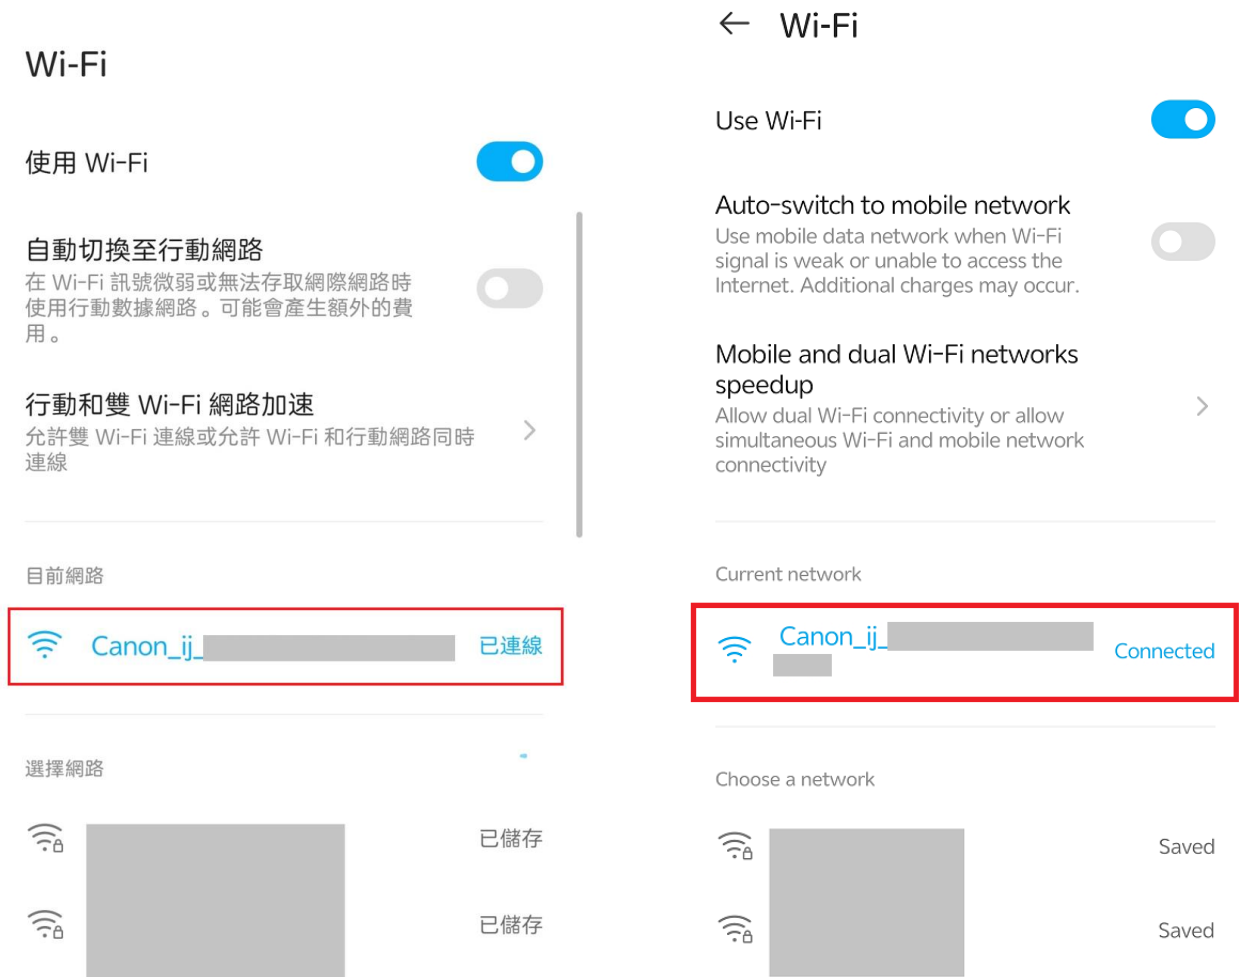 Wi-Fi
使用 Wi-Fi
自動切換至行動網路
在 Wi-Fi 訊號微弱或無法存取網際網路時
使用行動數據網路。可能會產生額外的費
用。
行動和雙 Wi-Fi 網路加速
允許雙 Wi-Fi 連線或允許 Wi-Fi 和行動網路同時
連線
目前網路
Canon_ij_
已連線
選擇網路
已儲存
已儲存
Wi-Fi
Use Wi-Fi
Auto-switch to mobile network
Use mobile data network when Wi-Fi
signal is weak or unable to access the
Internet. Additional charges may occur.
Mobile and dual Wi-Fi networks
speedup
Allow dual Wi-Fi connectivity or allow
simultaneous Wi-Fi and mobile network
connectivity
Current network
Canon_ij_
Connected
Choose a network
Saved
Saved